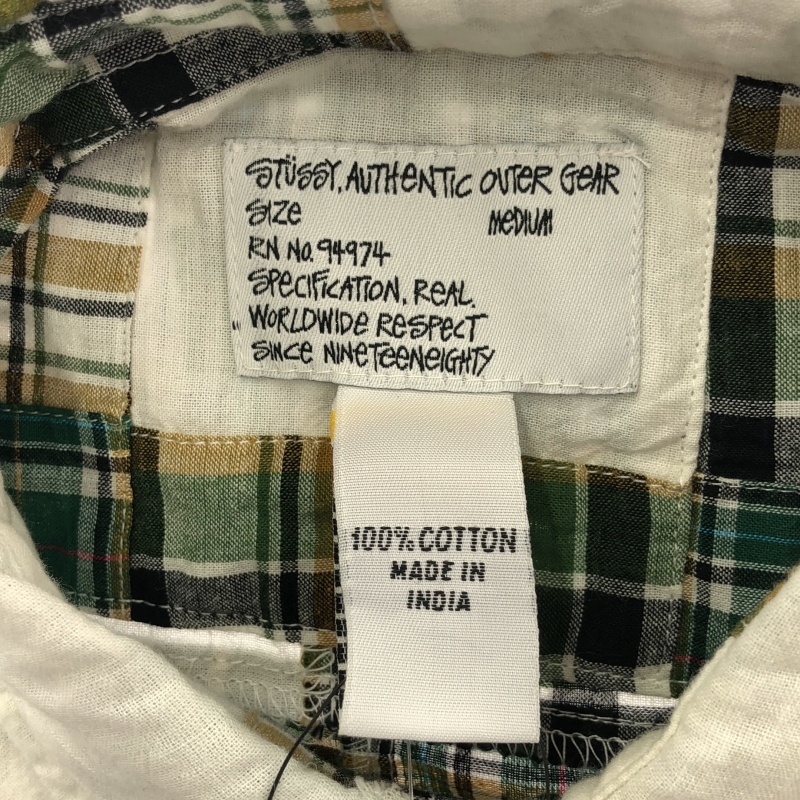 STÜSSY, AUTHENTIC OUTER GEAR
SIZE MEDIUM
RN NO. 94974
SPECIFICATION, REAL.
WORLDWIDE RESPECT
SINCE NINETEENEIGHTY
100% COTTON
MADE IN
INDIA